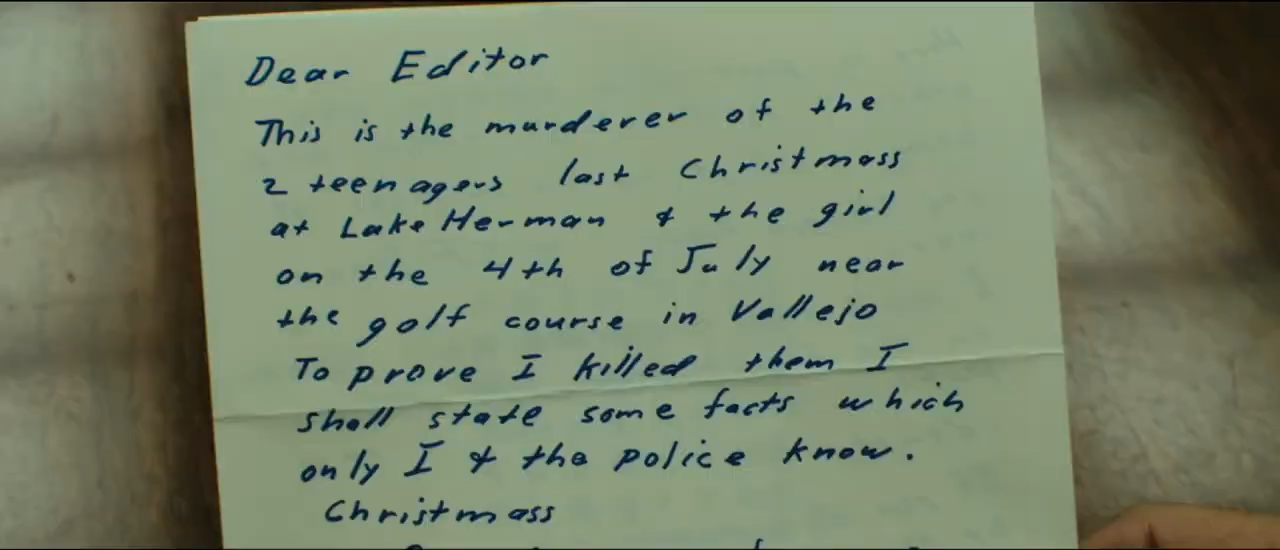 Dear Editor
This is the murderer of the
2 teenagers last Christmass
at Lake Herman & the girl
on the 4th of July near
the golf course in Vallejo
To prove I killed them I
shall state some facts which
only I & the police know.
Christmass